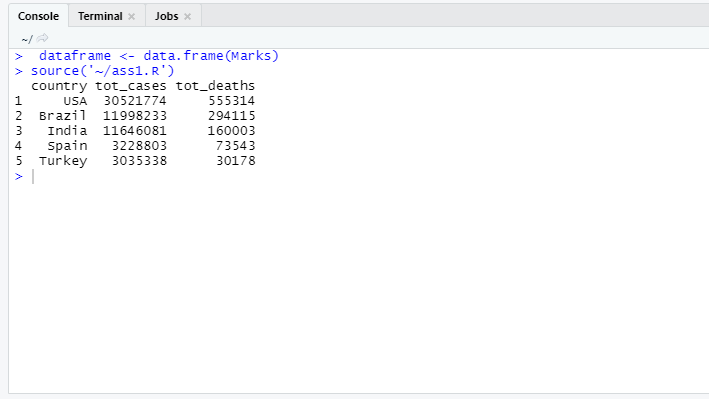 Console Terminal × Jobs ×
~/
>  dataframe <- data.frame(Marks)
> source('~/ass1.R')
  country tot_cases tot_deaths
1     USA  30521774     555314
2  Brazil  11998233     294115
3   India  11646081     160003
4   Spain   3228803      73543
5  Turkey   3035338      30178
>